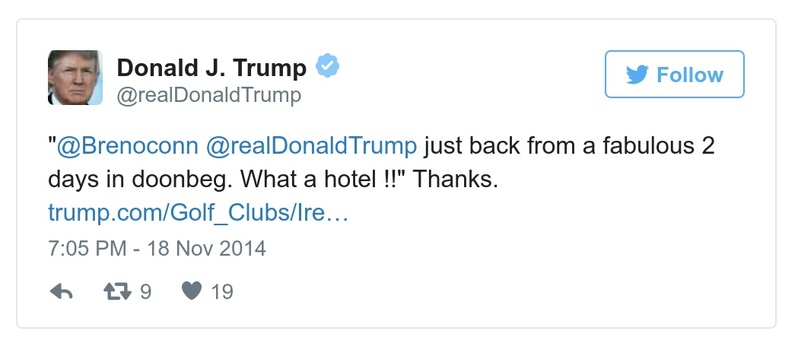 Donald J. Trump
@realDonaldTrump
Follow
"@Brenoconn @realDonaldTrump just back from a fabulous 2
days in doonbeg. What a hotel !!" Thanks.
trump.com/Golf_Clubs/Ire…
7:05 PM - 18 Nov 2014
9 19